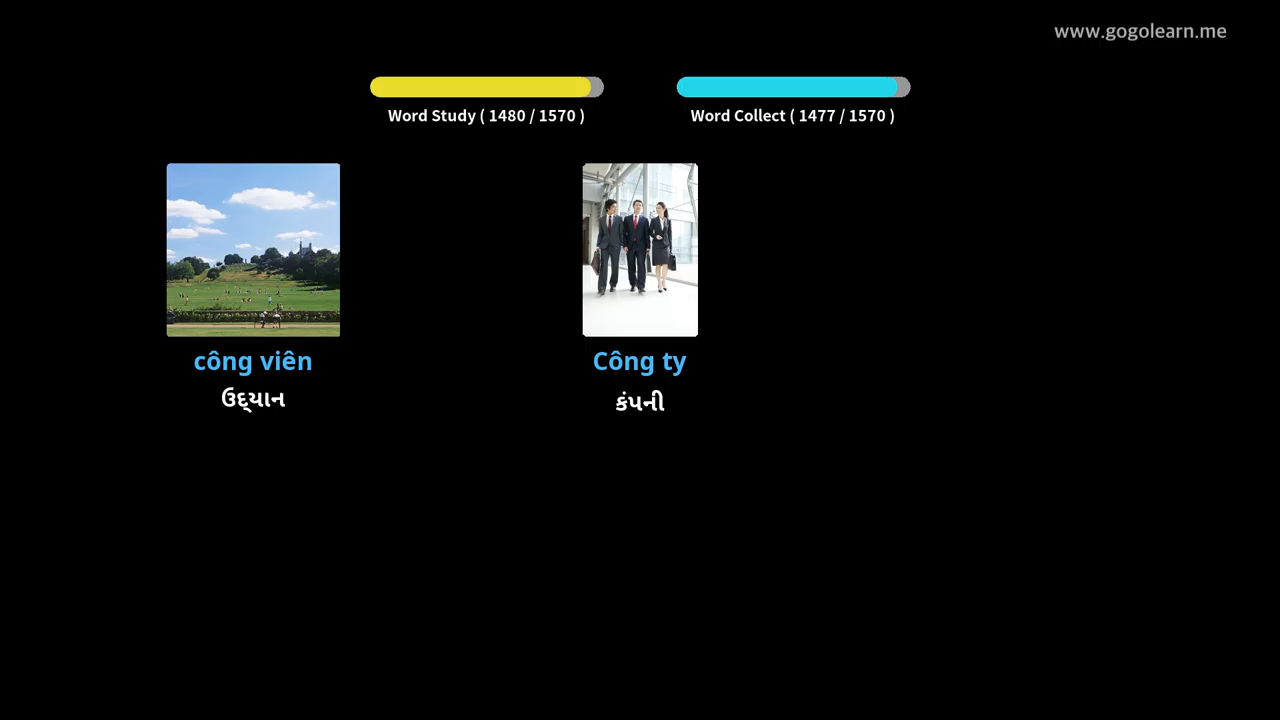 www.gogolearn.me
Word Study ( 1480 / 1570 )
Word Collect ( 1477 / 1570 )
công viên
ઉદ્યાન
Công ty
કંપની